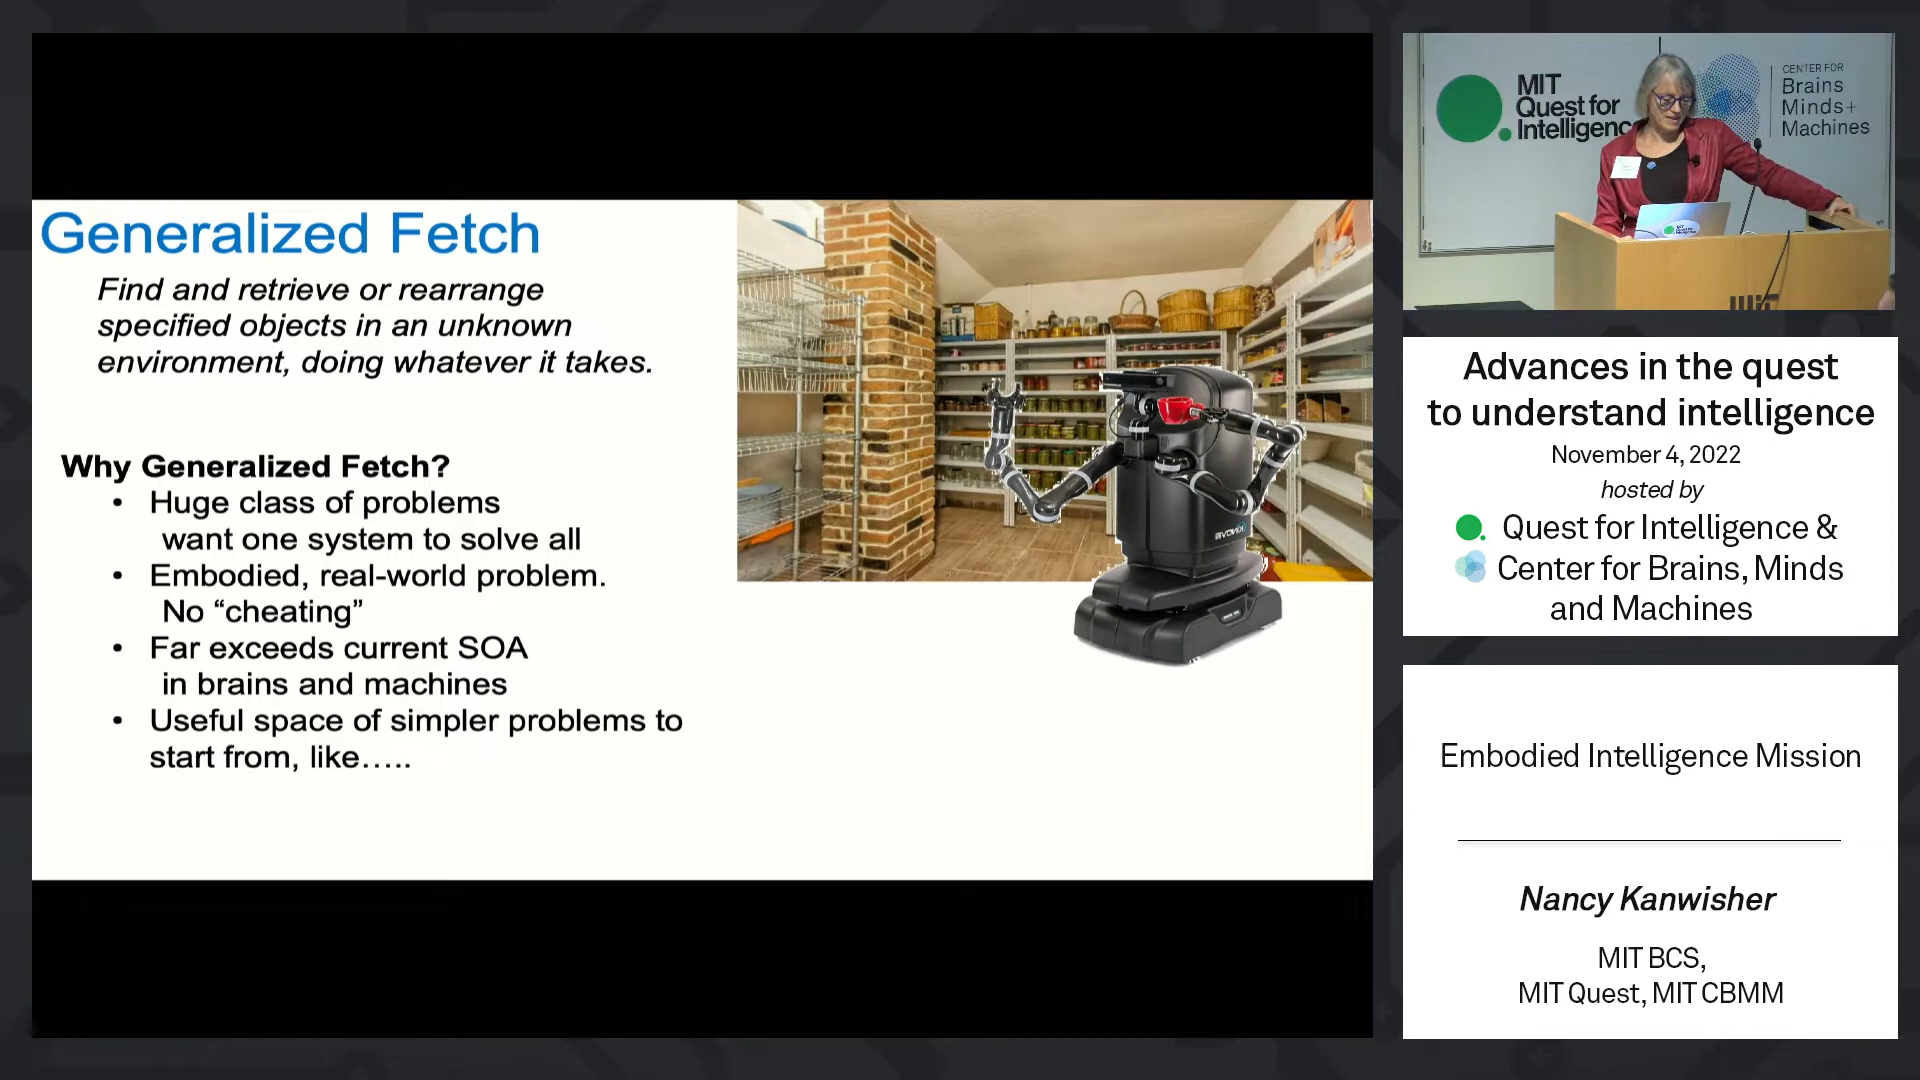 Generalized Fetch
Find and retrieve or rearrange
specified objects in an unknown
environment, doing whatever it takes.
Why Generalized Fetch?
• Huge class of problems
want one system to solve all
• Embodied, real-world problem.
No “cheating”
• Far exceeds current SOA
in brains and machines
• Useful space of simpler problems to
start from, like.....
MIT
Quest for
Intelligenc
CENTER FOR
Brains
Minds+
Machines
Advances in the quest
to understand intelligence
November 4, 2022
hosted by
Quest for Intelligence &
Center for Brains, Minds
and Machines
Embodied Intelligence Mission
Nancy Kanwisher
MIT BCS,
MIT Quest, MIT CBMM